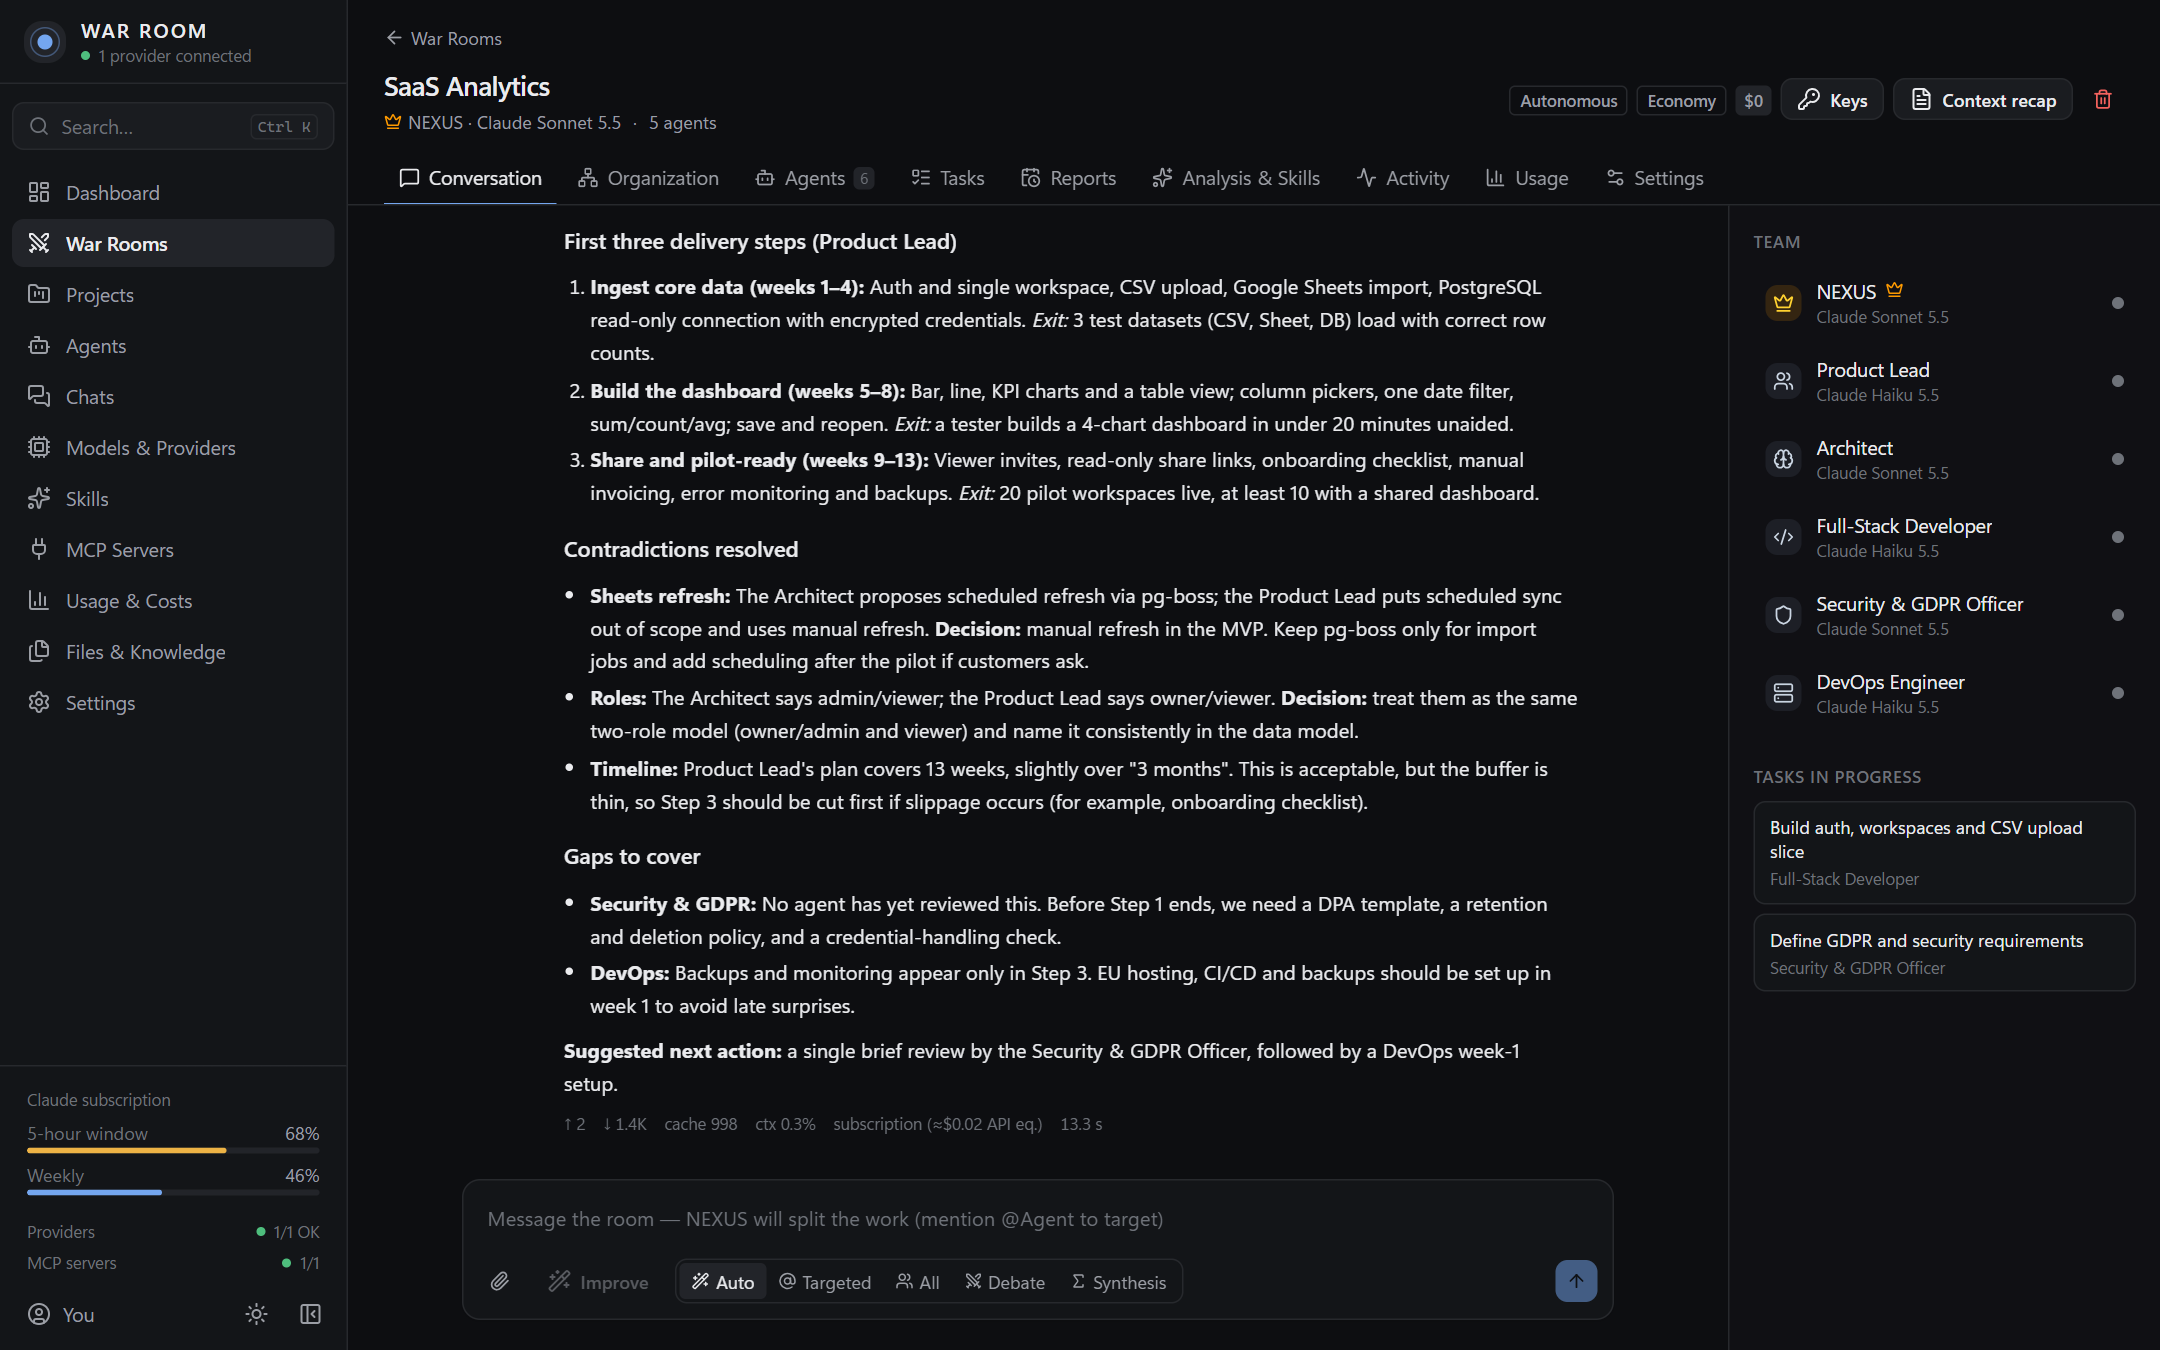 WAR ROOM
1 provider connected
Search...
Ctrl K
Dashboard
War Rooms
Projects
Agents
Chats
Models & Providers
Skills
MCP Servers
Usage & Costs
Files & Knowledge
Settings
Claude subscription
5-hour window 68%
Weekly 46%
Providers 1/1 OK
MCP servers 1/1
You
← War Rooms
SaaS Analytics
NEXUS · Claude Sonnet 5.5 · 5 agents
Autonomous
Economy
$0
Keys
Context recap
Conversation
Organization
Agents 6
Tasks
Reports
Analysis & Skills
Activity
Usage
Settings
First three delivery steps (Product Lead)
1. Ingest core data (weeks 1–4): Auth and single workspace, CSV upload, Google Sheets import, PostgreSQL
read-only connection with encrypted credentials. Exit: 3 test datasets (CSV, Sheet, DB) load with correct row
counts.
2. Build the dashboard (weeks 5–8): Bar, line, KPI charts and a table view; column pickers, one date filter,
sum/count/avg; save and reopen. Exit: a tester builds a 4-chart dashboard in under 20 minutes unaided.
3. Share and pilot-ready (weeks 9–13): Viewer invites, read-only share links, onboarding checklist, manual
invoicing, error monitoring and backups. Exit: 20 pilot workspaces live, at least 10 with a shared dashboard.
Contradictions resolved
• Sheets refresh: The Architect proposes scheduled refresh via pg-boss; the Product Lead puts scheduled sync
out of scope and uses manual refresh. Decision: manual refresh in the MVP. Keep pg-boss only for import
jobs and add scheduling after the pilot if customers ask.
• Roles: The Architect says admin/viewer; the Product Lead says owner/viewer. Decision: treat them as the same
two-role model (owner/admin and viewer) and name it consistently in the data model.
• Timeline: Product Lead's plan covers 13 weeks, slightly over "3 months". This is acceptable, but the buffer is
thin, so Step 3 should be cut first if slippage occurs (for example, onboarding checklist).
Gaps to cover
• Security & GDPR: No agent has yet reviewed this. Before Step 1 ends, we need a DPA template, a retention
and deletion policy, and a credential-handling check.
• DevOps: Backups and monitoring appear only in Step 3. EU hosting, CI/CD and backups should be set up in
week 1 to avoid late surprises.
Suggested next action: a single brief review by the Security & GDPR Officer, followed by a DevOps week-1
setup.
↑ 2 ↓ 1.4K cache 998 ctx 0.3% subscription (≈$0.02 API eq.) 13.3 s
Message the room — NEXUS will split the work (mention @Agent to target)
Improve
Auto
Targeted
All
Debate
Synthesis
TEAM
NEXUS
Claude Sonnet 5.5
Product Lead
Claude Haiku 5.5
Architect
Claude Sonnet 5.5
Full-Stack Developer
Claude Haiku 5.5
Security & GDPR Officer
Claude Sonnet 5.5
DevOps Engineer
Claude Haiku 5.5
TASKS IN PROGRESS
Build auth, workspaces and CSV upload
slice
Full-Stack Developer
Define GDPR and security requirements
Security & GDPR Officer